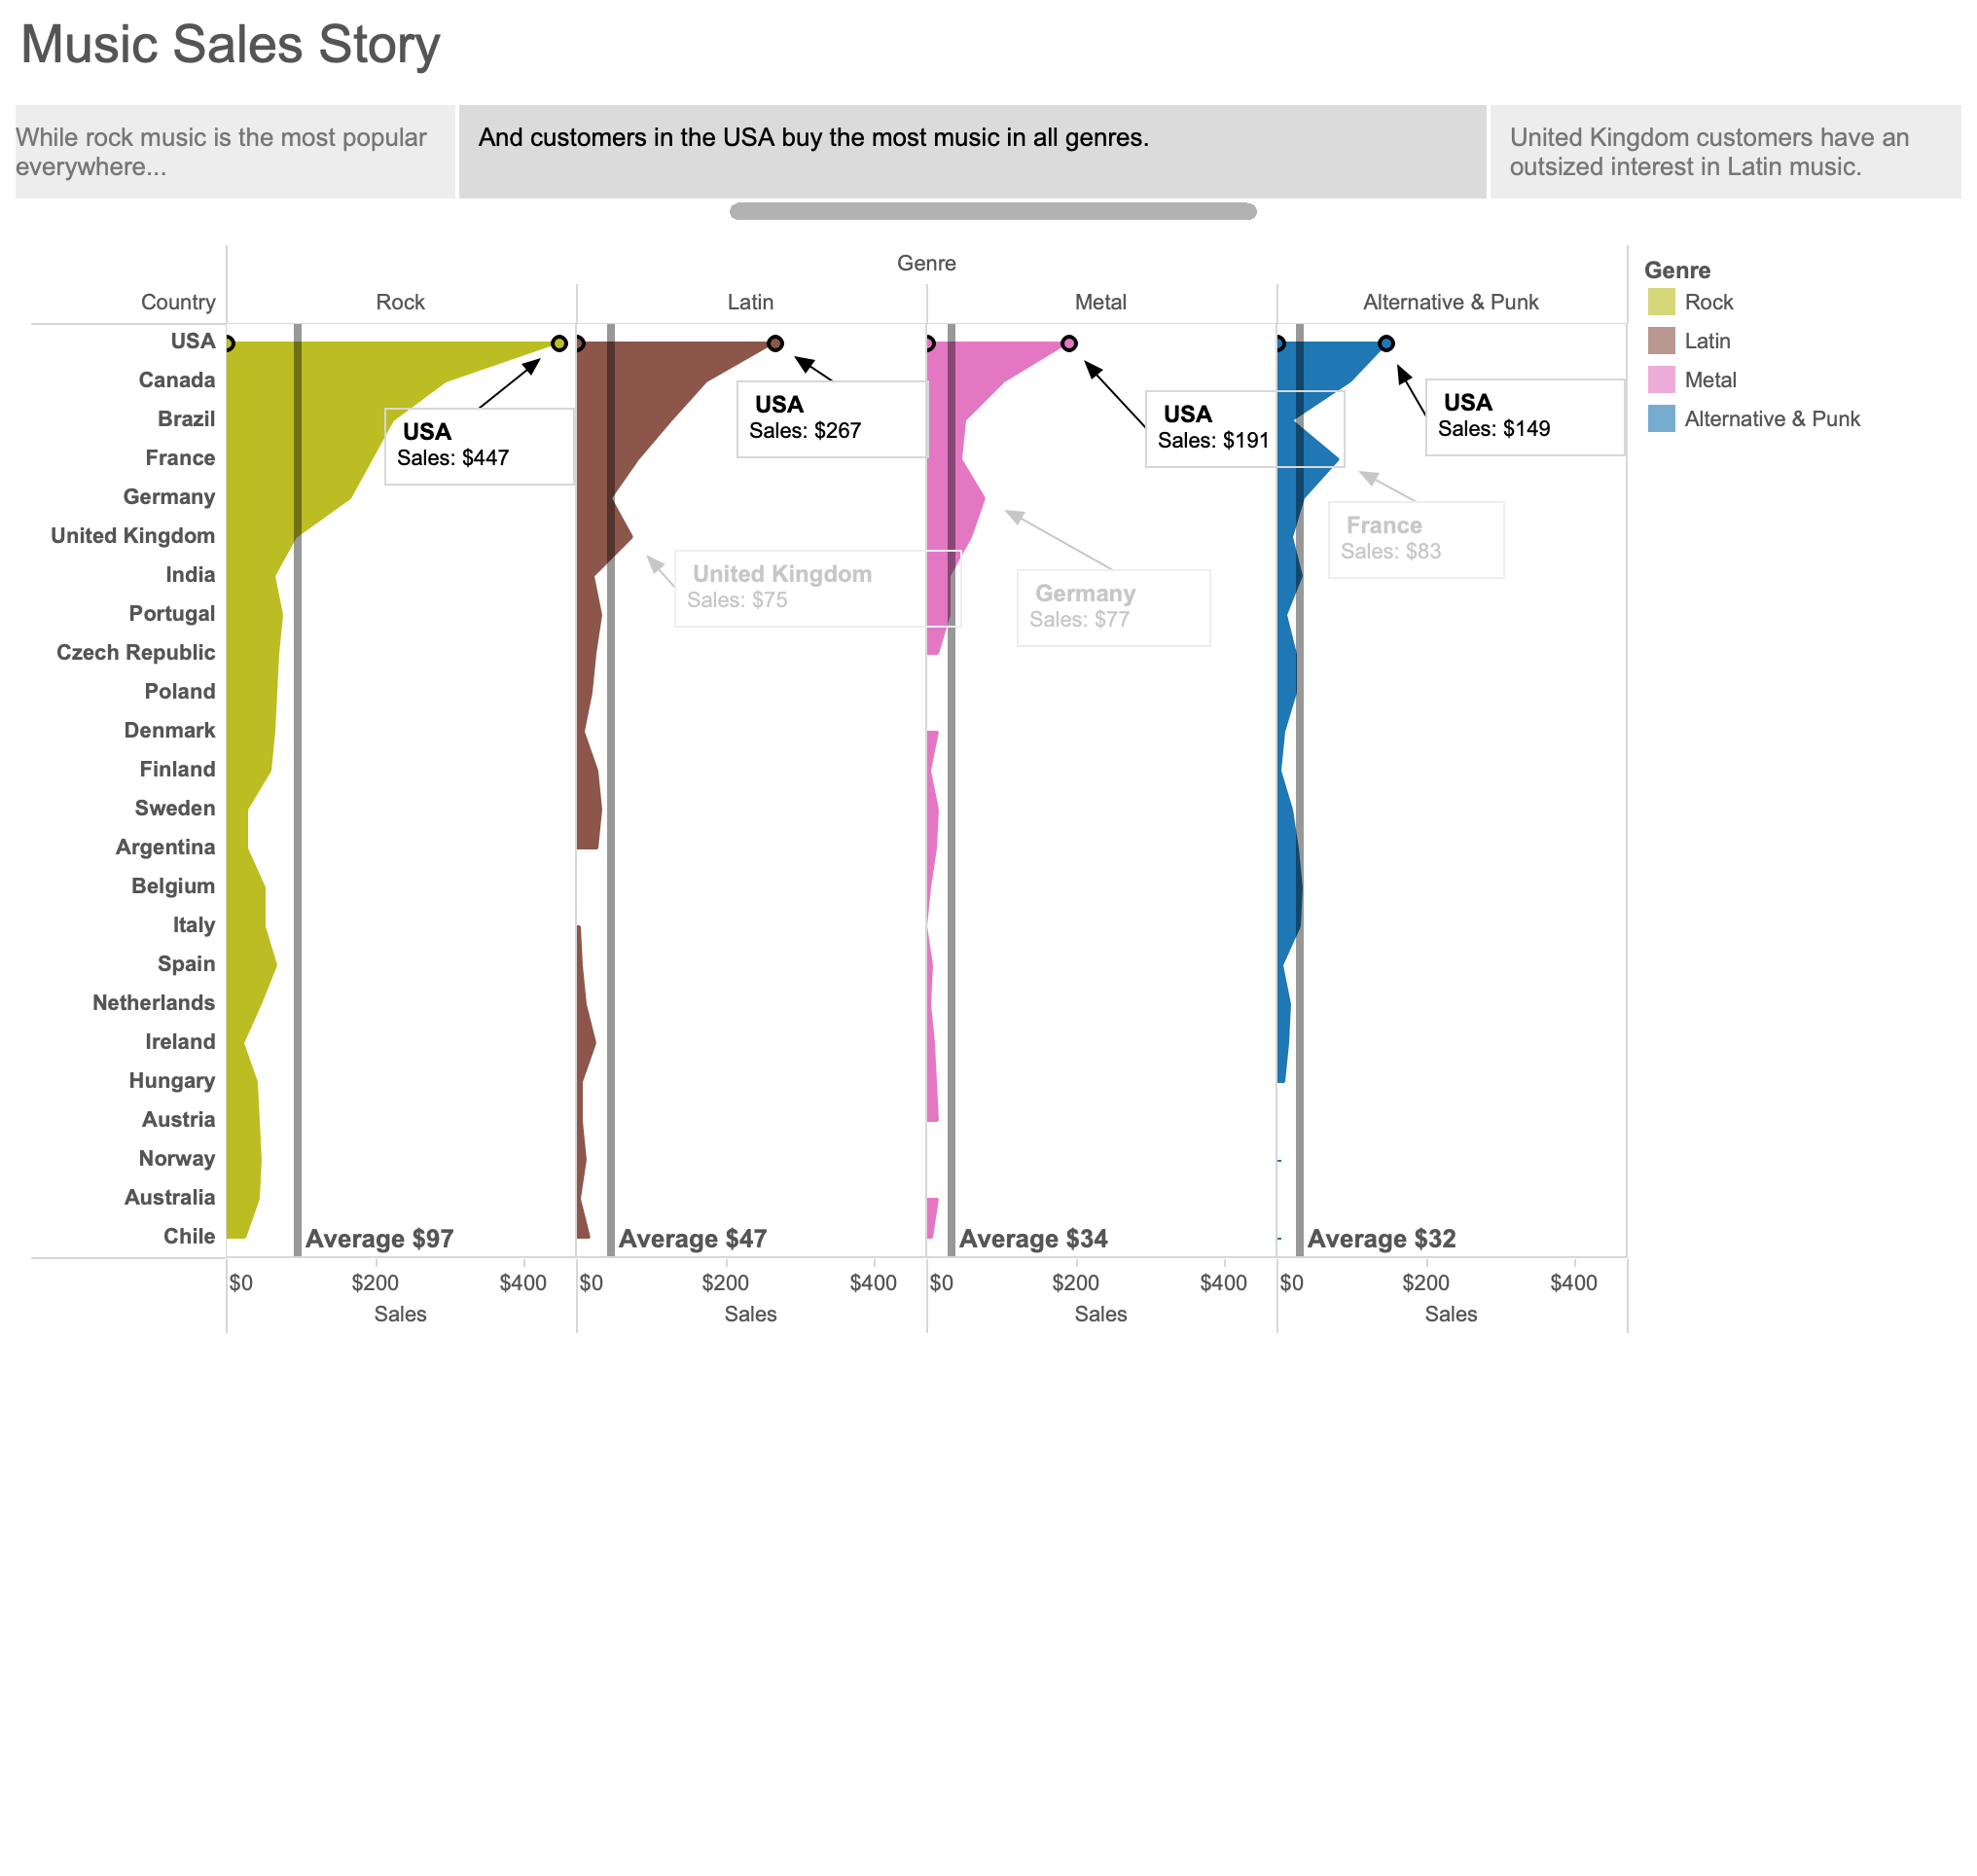 Music Sales Story
While rock music is the most popular
everywhere...
And customers in the USA buy the most music in all genres.
United Kingdom customers have an
outsized interest in Latin music.
Genre
Country
Rock
Latin
Metal
Alternative & Punk
Genre
Rock
Latin
Metal
Alternative & Punk
USA
Canada
Brazil
France
Germany
United Kingdom
India
Portugal
Czech Republic
Poland
Denmark
Finland
Sweden
Argentina
Belgium
Italy
Spain
Netherlands
Ireland
Hungary
Austria
Norway
Australia
Chile
USA
Sales: $447
USA
Sales: $267
USA
Sales: $191
USA
Sales: $149
United Kingdom
Sales: $75
Germany
Sales: $77
France
Sales: $83
Average $97
Average $47
Average $34
Average $32
$0 $200 $400
$0 $200 $400
$0 $200 $400
$0 $200 $400
Sales
Sales
Sales
Sales